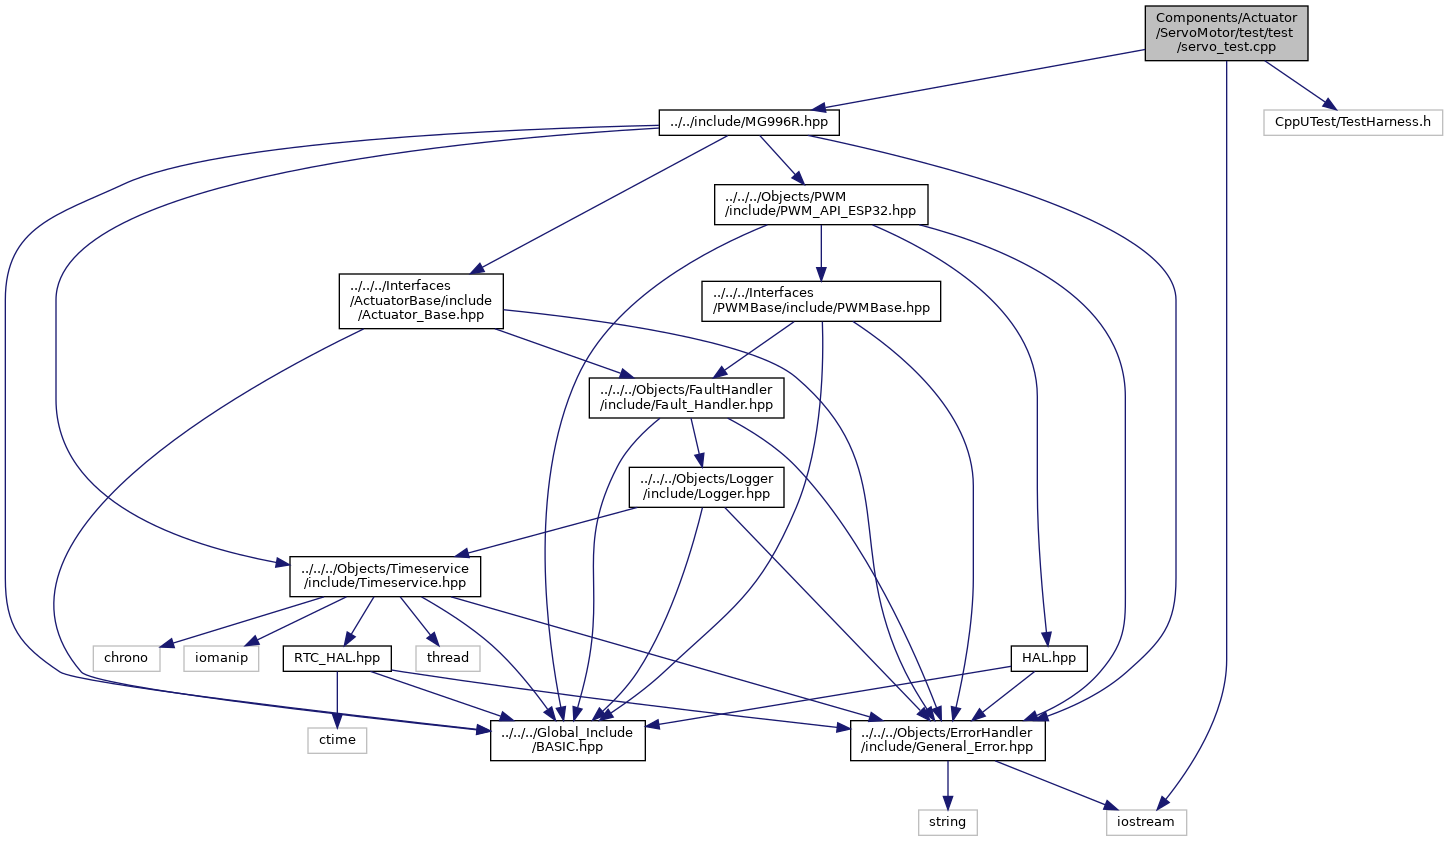 Components/Actuator
/ServoMotor/test/test
/servo_test.cpp
../../include/MG996R.hpp
CppUTest/TestHarness.h
../../../Objects/PWM
/include/PWM_API_ESP32.hpp
../../../Interfaces
/ActuatorBase/include
/Actuator_Base.hpp
../../../Interfaces
/PWMBase/include/PWMBase.hpp
../../../Objects/FaultHandler
/include/Fault_Handler.hpp
../../../Objects/Logger
/include/Logger.hpp
../../../Objects/Timeservice
/include/Timeservice.hpp
chrono
iomanip
RTC_HAL.hpp
thread
HAL.hpp
ctime
../../../Global_Include
/BASIC.hpp
../../../Objects/ErrorHandler
/include/General_Error.hpp
string
iostream